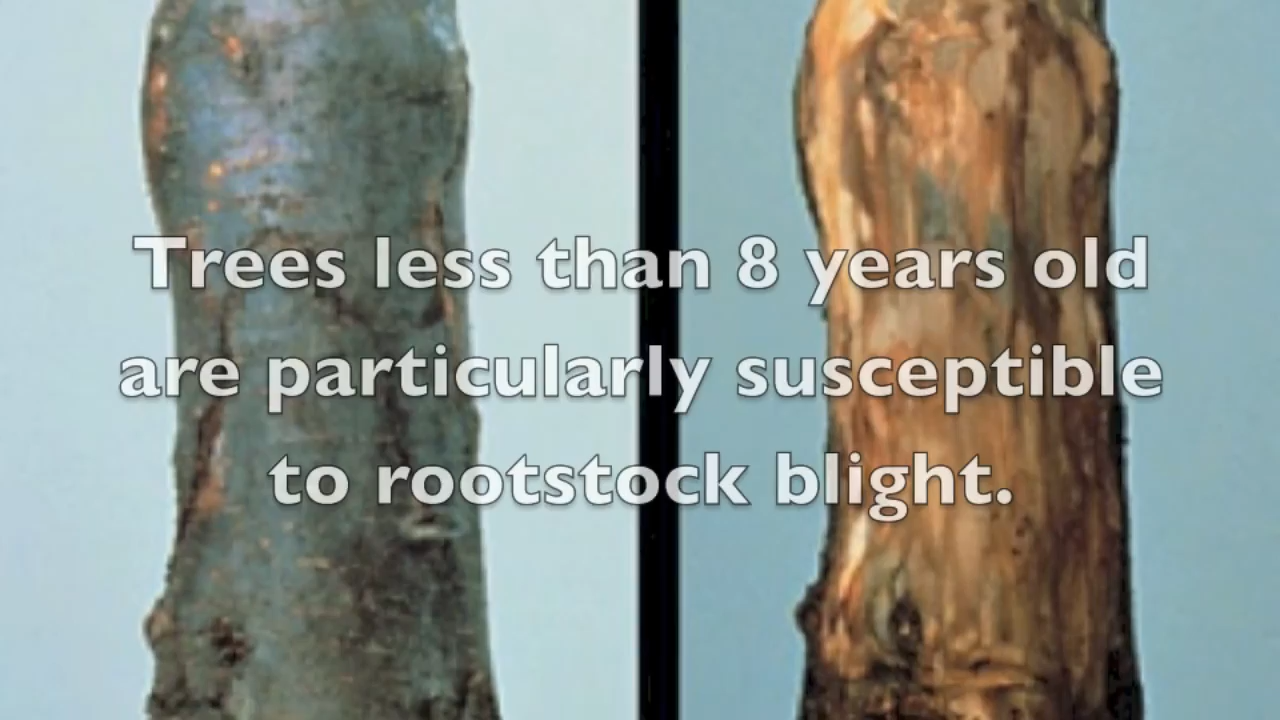 Trees less than 8 years old
are particularly susceptible
to rootstock blight.